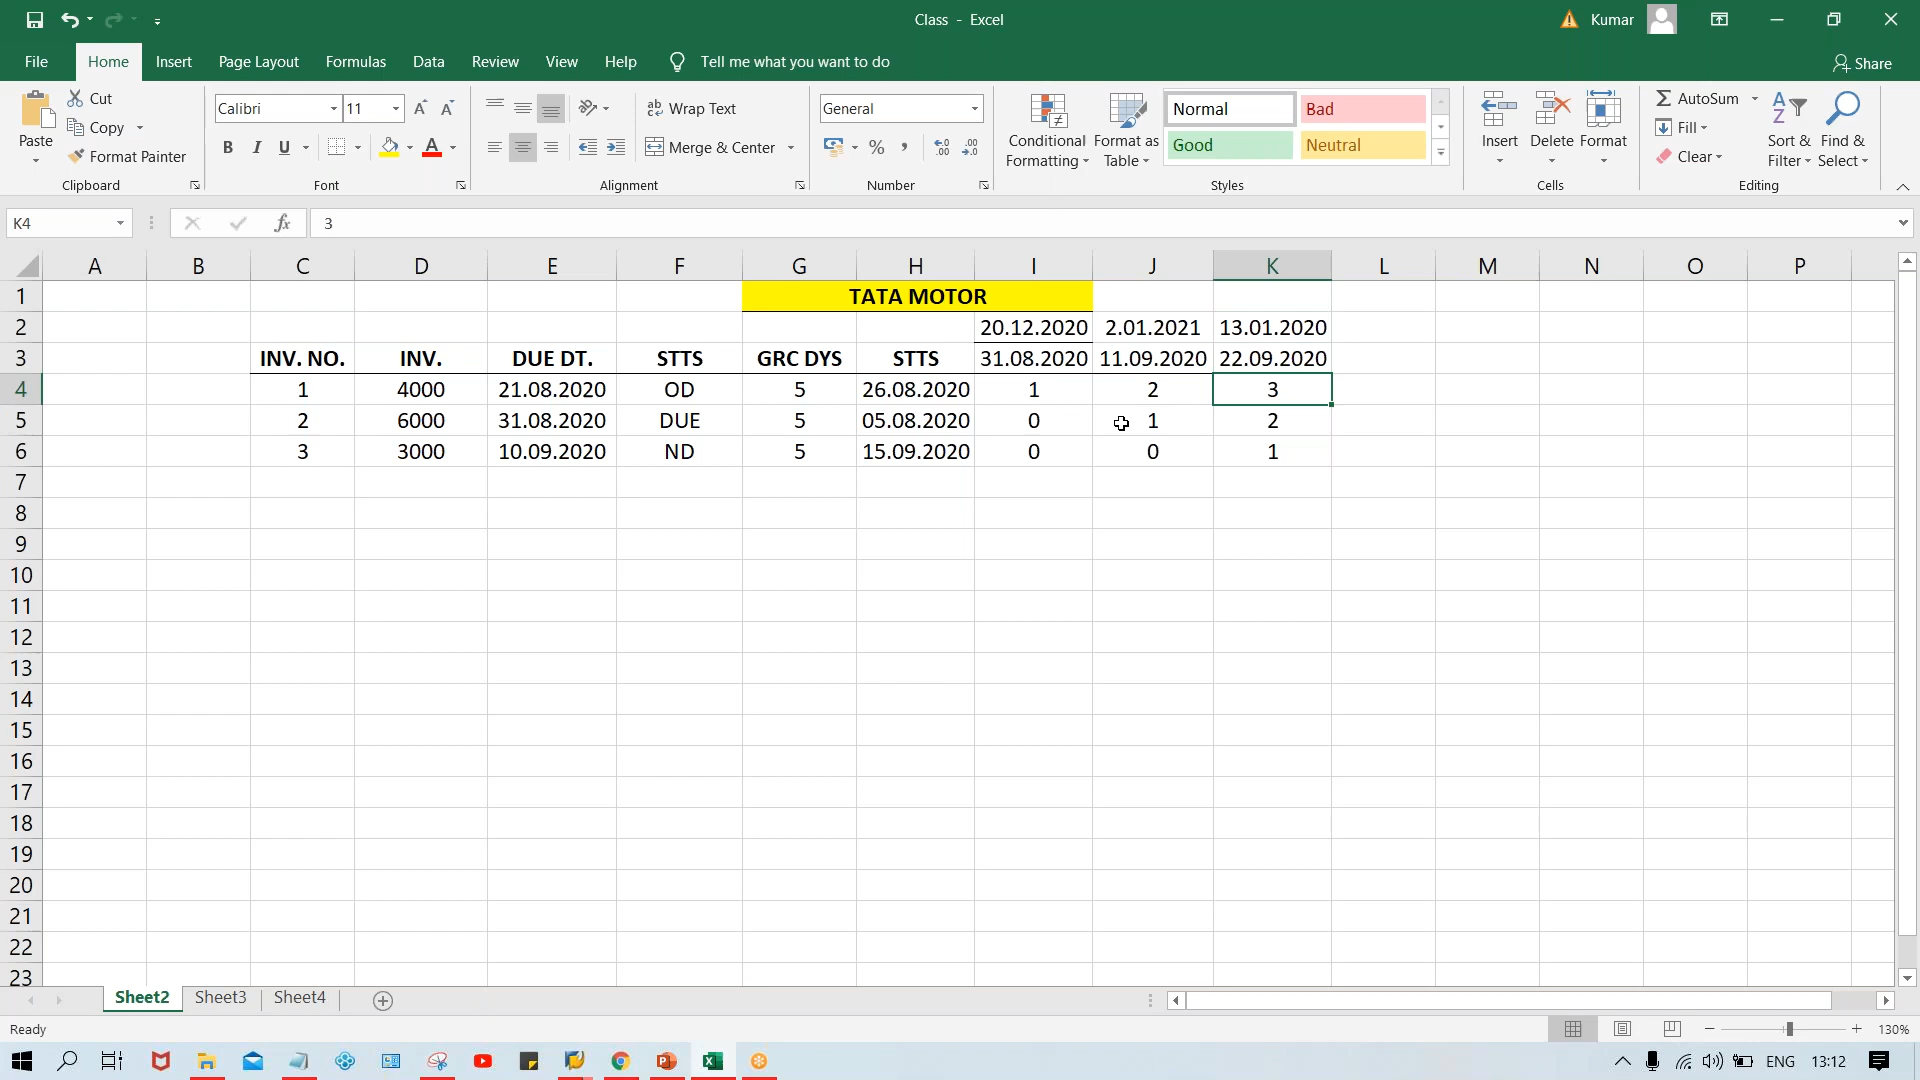 Class - Excel
Kumar
File Home Insert Page Layout Formulas Data Review View Help Tell me what you want to do Share
Paste
Cut
Copy
Format Painter
Clipboard
Calibri 11
B I U
Font
Wrap Text
Merge & Center
Alignment
General
Number
Conditional Formatting
Format as Table
Normal Bad
Good Neutral
Styles
Insert Delete Format
Cells
AutoSum
Fill
Clear
Sort & Filter
Find & Select
Editing
K4 fx 3
A B C D E F G H I J K L M N O P
1 TATA MOTOR
2 20.12.2020 2.01.2021 13.01.2020
3 INV. NO. INV. DUE DT. STTS GRC DYS STTS 31.08.2020 11.09.2020 22.09.2020
4 1 4000 21.08.2020 OD 5 26.08.2020 1 2 3
5 2 6000 31.08.2020 DUE 5 05.08.2020 0 1 2
6 3 3000 10.09.2020 ND 5 15.09.2020 0 0 1
7
8
9
10
11
12
13
14
15
16
17
18
19
20
21
22
23
Sheet2 Sheet3 Sheet4
Ready 130%
ENG 13:12